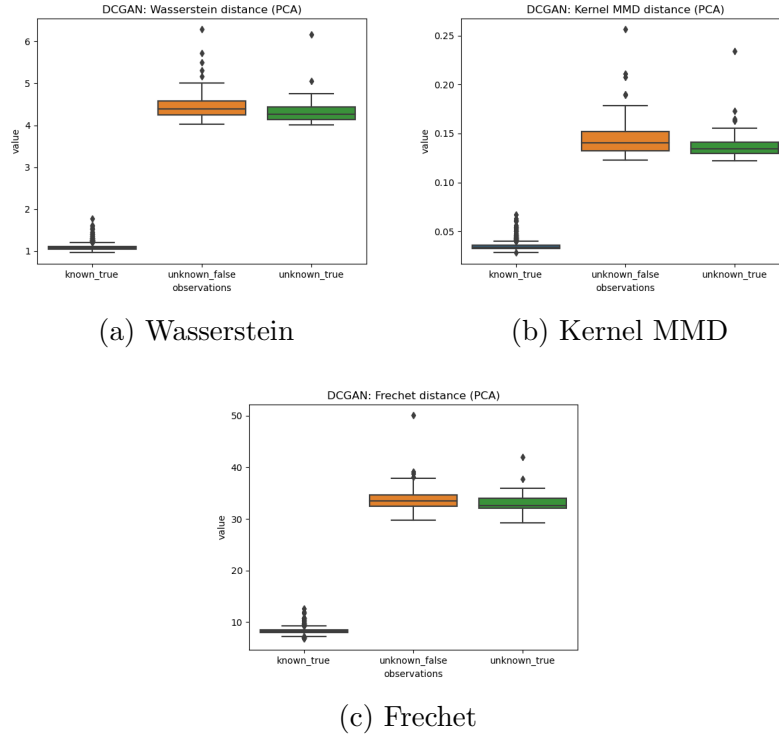 DCGAN: Wasserstein distance (PCA)
6
5
4
3
2
1
value
known_true
unknown_false
unknown_true
observations
(a) Wasserstein
DCGAN: Kernel MMD distance (PCA)
0.25
0.20
0.15
0.10
0.05
value
known_true
unknown_false
unknown_true
observations
(b) Kernel MMD
DCGAN: Frechet distance (PCA)
50
40
30
20
10
value
known_true
unknown_false
unknown_true
observations
(c) Frechet